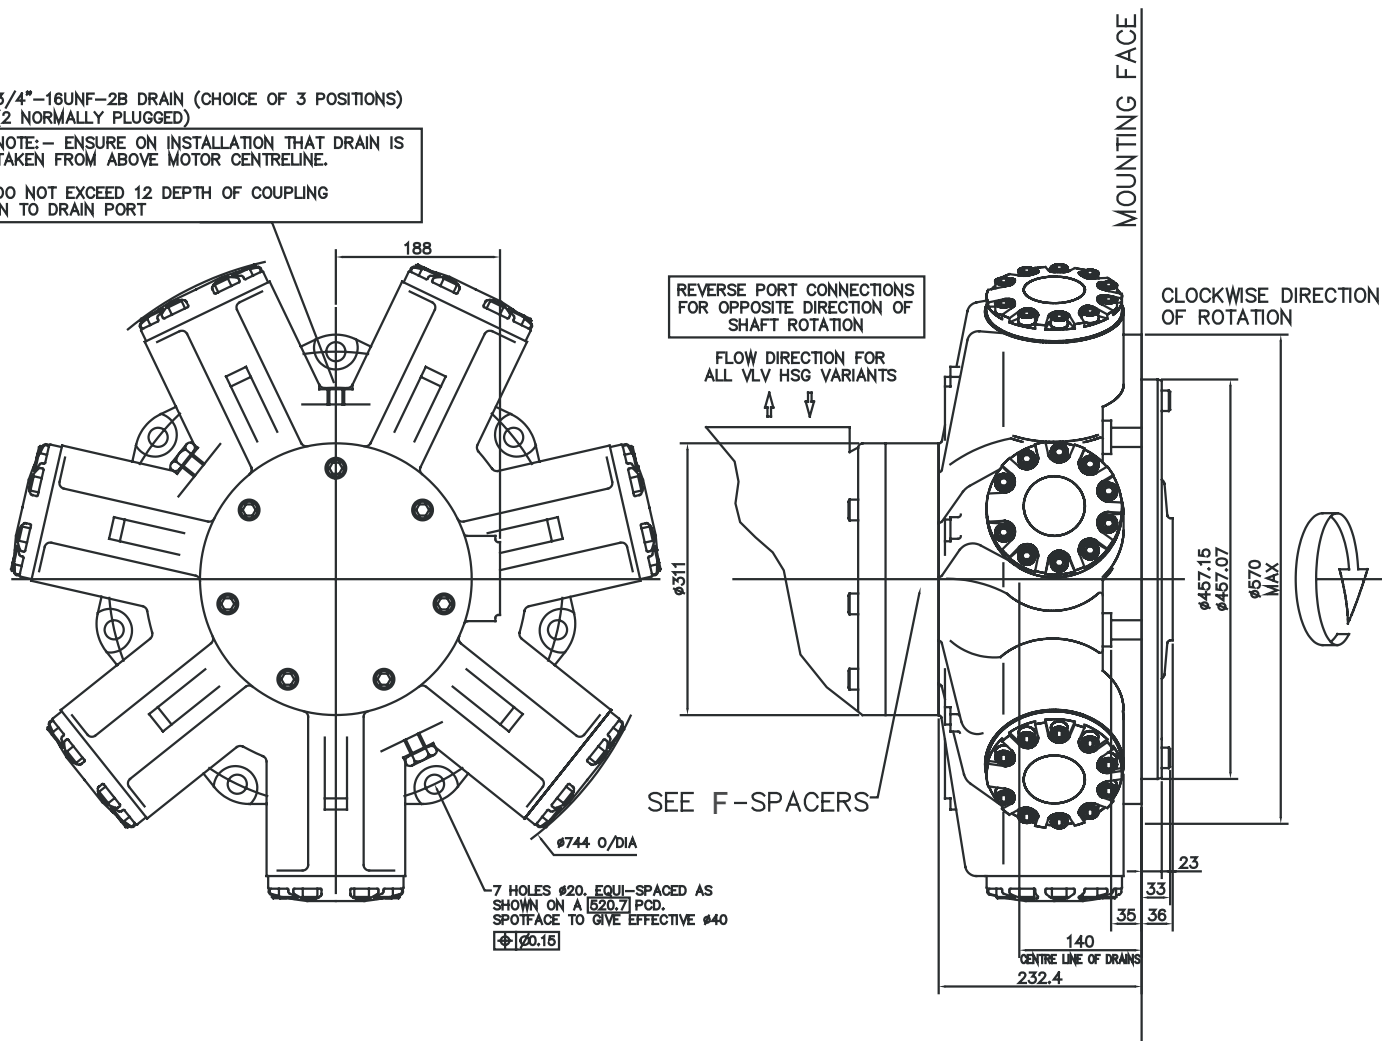 MOUNTING FACE
3/4"-16UNF-2B DRAIN (CHOICE OF 3 POSITIONS)
(2 NORMALLY PLUGGED)
NOTE:- ENSURE ON INSTALLATION THAT DRAIN IS
TAKEN FROM ABOVE MOTOR CENTRELINE.
DO NOT EXCEED 12 DEPTH OF COUPLING
N TO DRAIN PORT
188
REVERSE PORT CONNECTIONS
FOR OPPOSITE DIRECTION OF
SHAFT ROTATION
FLOW DIRECTION FOR
ALL VLV HSG VARIANTS
CLOCKWISE DIRECTION
OF ROTATION
ø311
ø457.15
ø457.07
ø570
MAX
SEE F-SPACERS
ø744 O/DIA
7 HOLES ø20. EQUI-SPACED AS
SHOWN ON A 520.7 PCD.
SPOTFACE TO GIVE EFFECTIVE ø40
⌖ Ø0.15
23
33
35 36
140
CENTRE LINE OF DRAINS
232.4